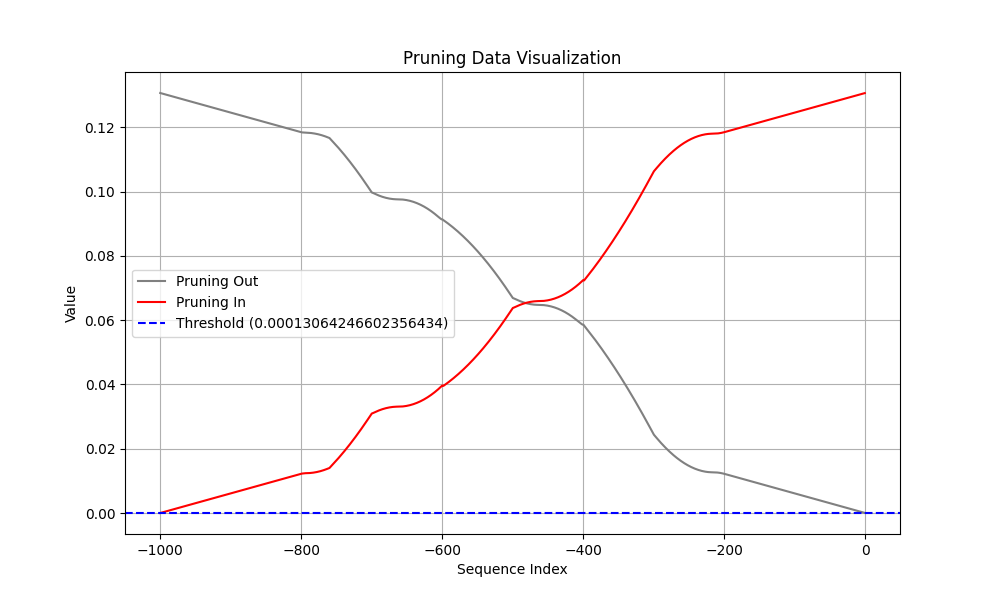 Pruning Data Visualization
Value
0.12
0.10
0.08
0.06
0.04
0.02
0.00
Pruning Out
Pruning In
Threshold (0.00013064246602356434)
−1000 −800 −600 −400 −200 0
Sequence Index